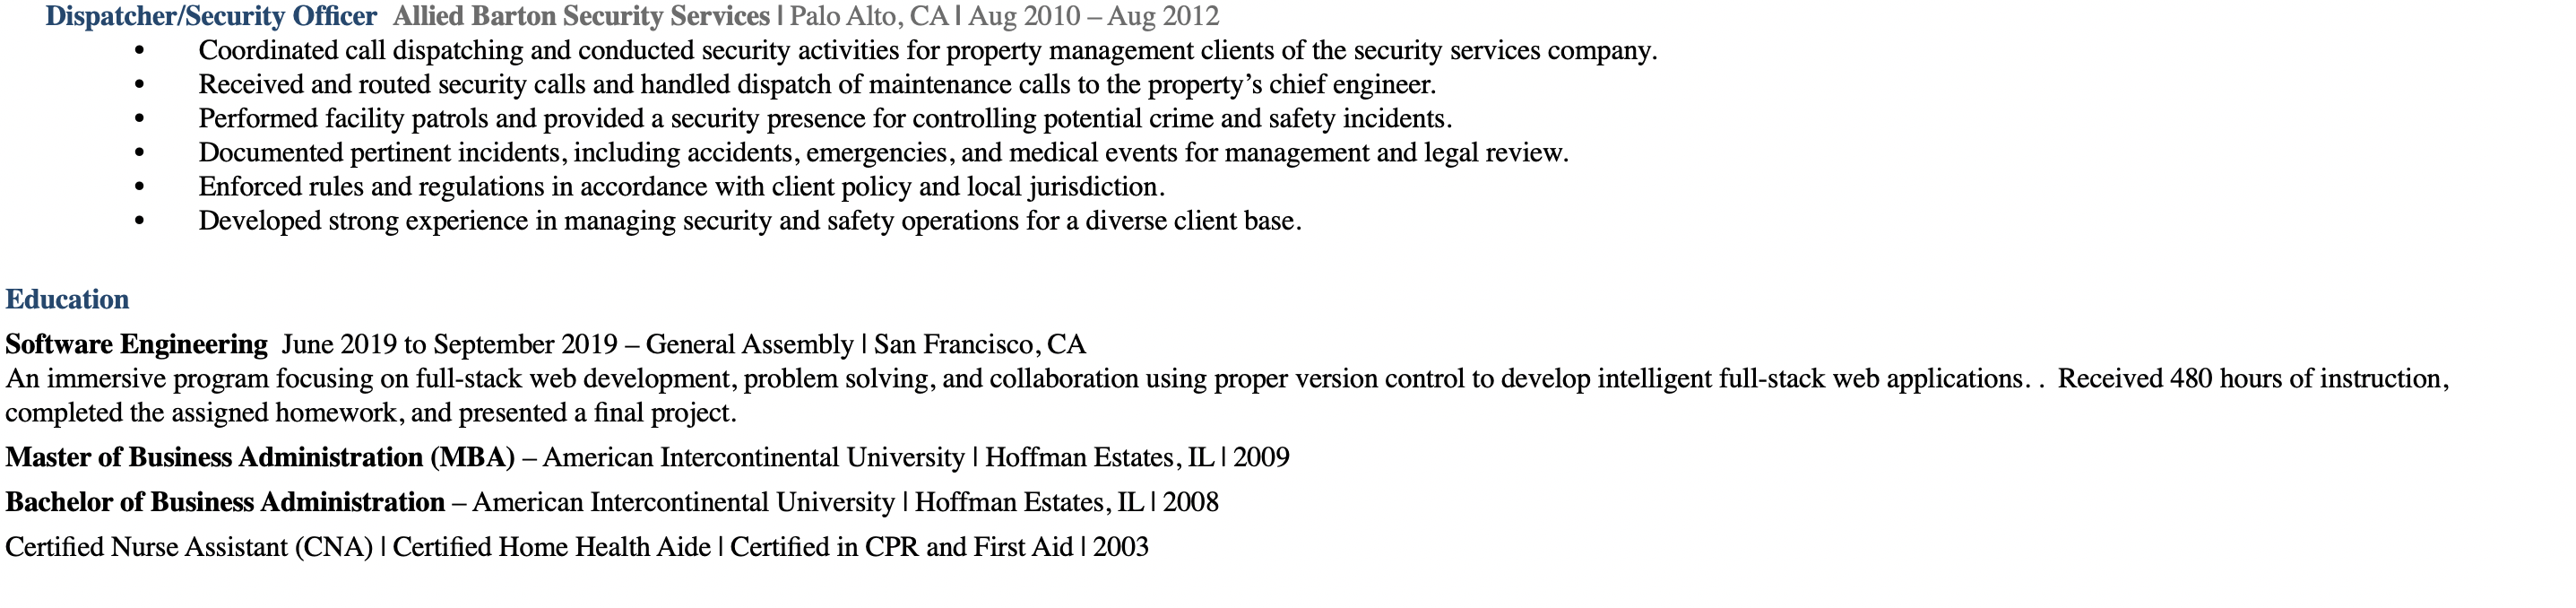 Dispatcher/Security Officer  Allied Barton Security Services | Palo Alto, CA | Aug 2010 – Aug 2012
• Coordinated call dispatching and conducted security activities for property management clients of the security services company.
• Received and routed security calls and handled dispatch of maintenance calls to the property’s chief engineer.
• Performed facility patrols and provided a security presence for controlling potential crime and safety incidents.
• Documented pertinent incidents, including accidents, emergencies, and medical events for management and legal review.
• Enforced rules and regulations in accordance with client policy and local jurisdiction.
• Developed strong experience in managing security and safety operations for a diverse client base.
Education
Software Engineering  June 2019 to September 2019 – General Assembly | San Francisco, CA
An immersive program focusing on full-stack web development, problem solving, and collaboration using proper version control to develop intelligent full-stack web applications. .  Received 480 hours of instruction,
completed the assigned homework, and presented a final project.
Master of Business Administration (MBA) – American Intercontinental University | Hoffman Estates, IL | 2009
Bachelor of Business Administration – American Intercontinental University | Hoffman Estates, IL | 2008
Certified Nurse Assistant (CNA) | Certified Home Health Aide | Certified in CPR and First Aid | 2003